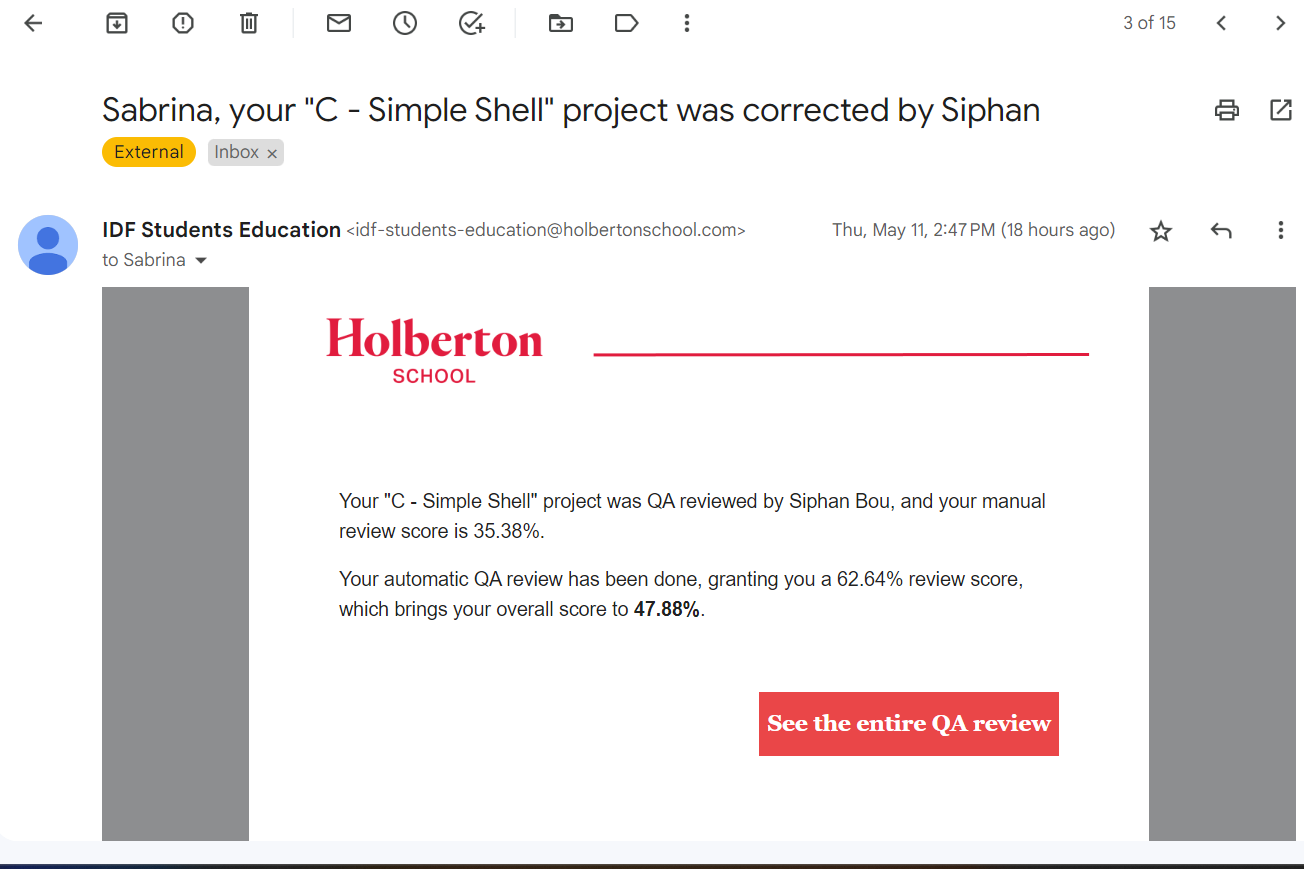 3 of 15
Sabrina, your "C - Simple Shell" project was corrected by Siphan
External
Inbox ×
IDF Students Education <idf-students-education@holbertonschool.com>
Thu, May 11, 2:47 PM (18 hours ago)
to Sabrina
Holberton
SCHOOL
Your "C - Simple Shell" project was QA reviewed by Siphan Bou, and your manual
review score is 35.38%.
Your automatic QA review has been done, granting you a 62.64% review score,
which brings your overall score to 47.88%.
See the entire QA review